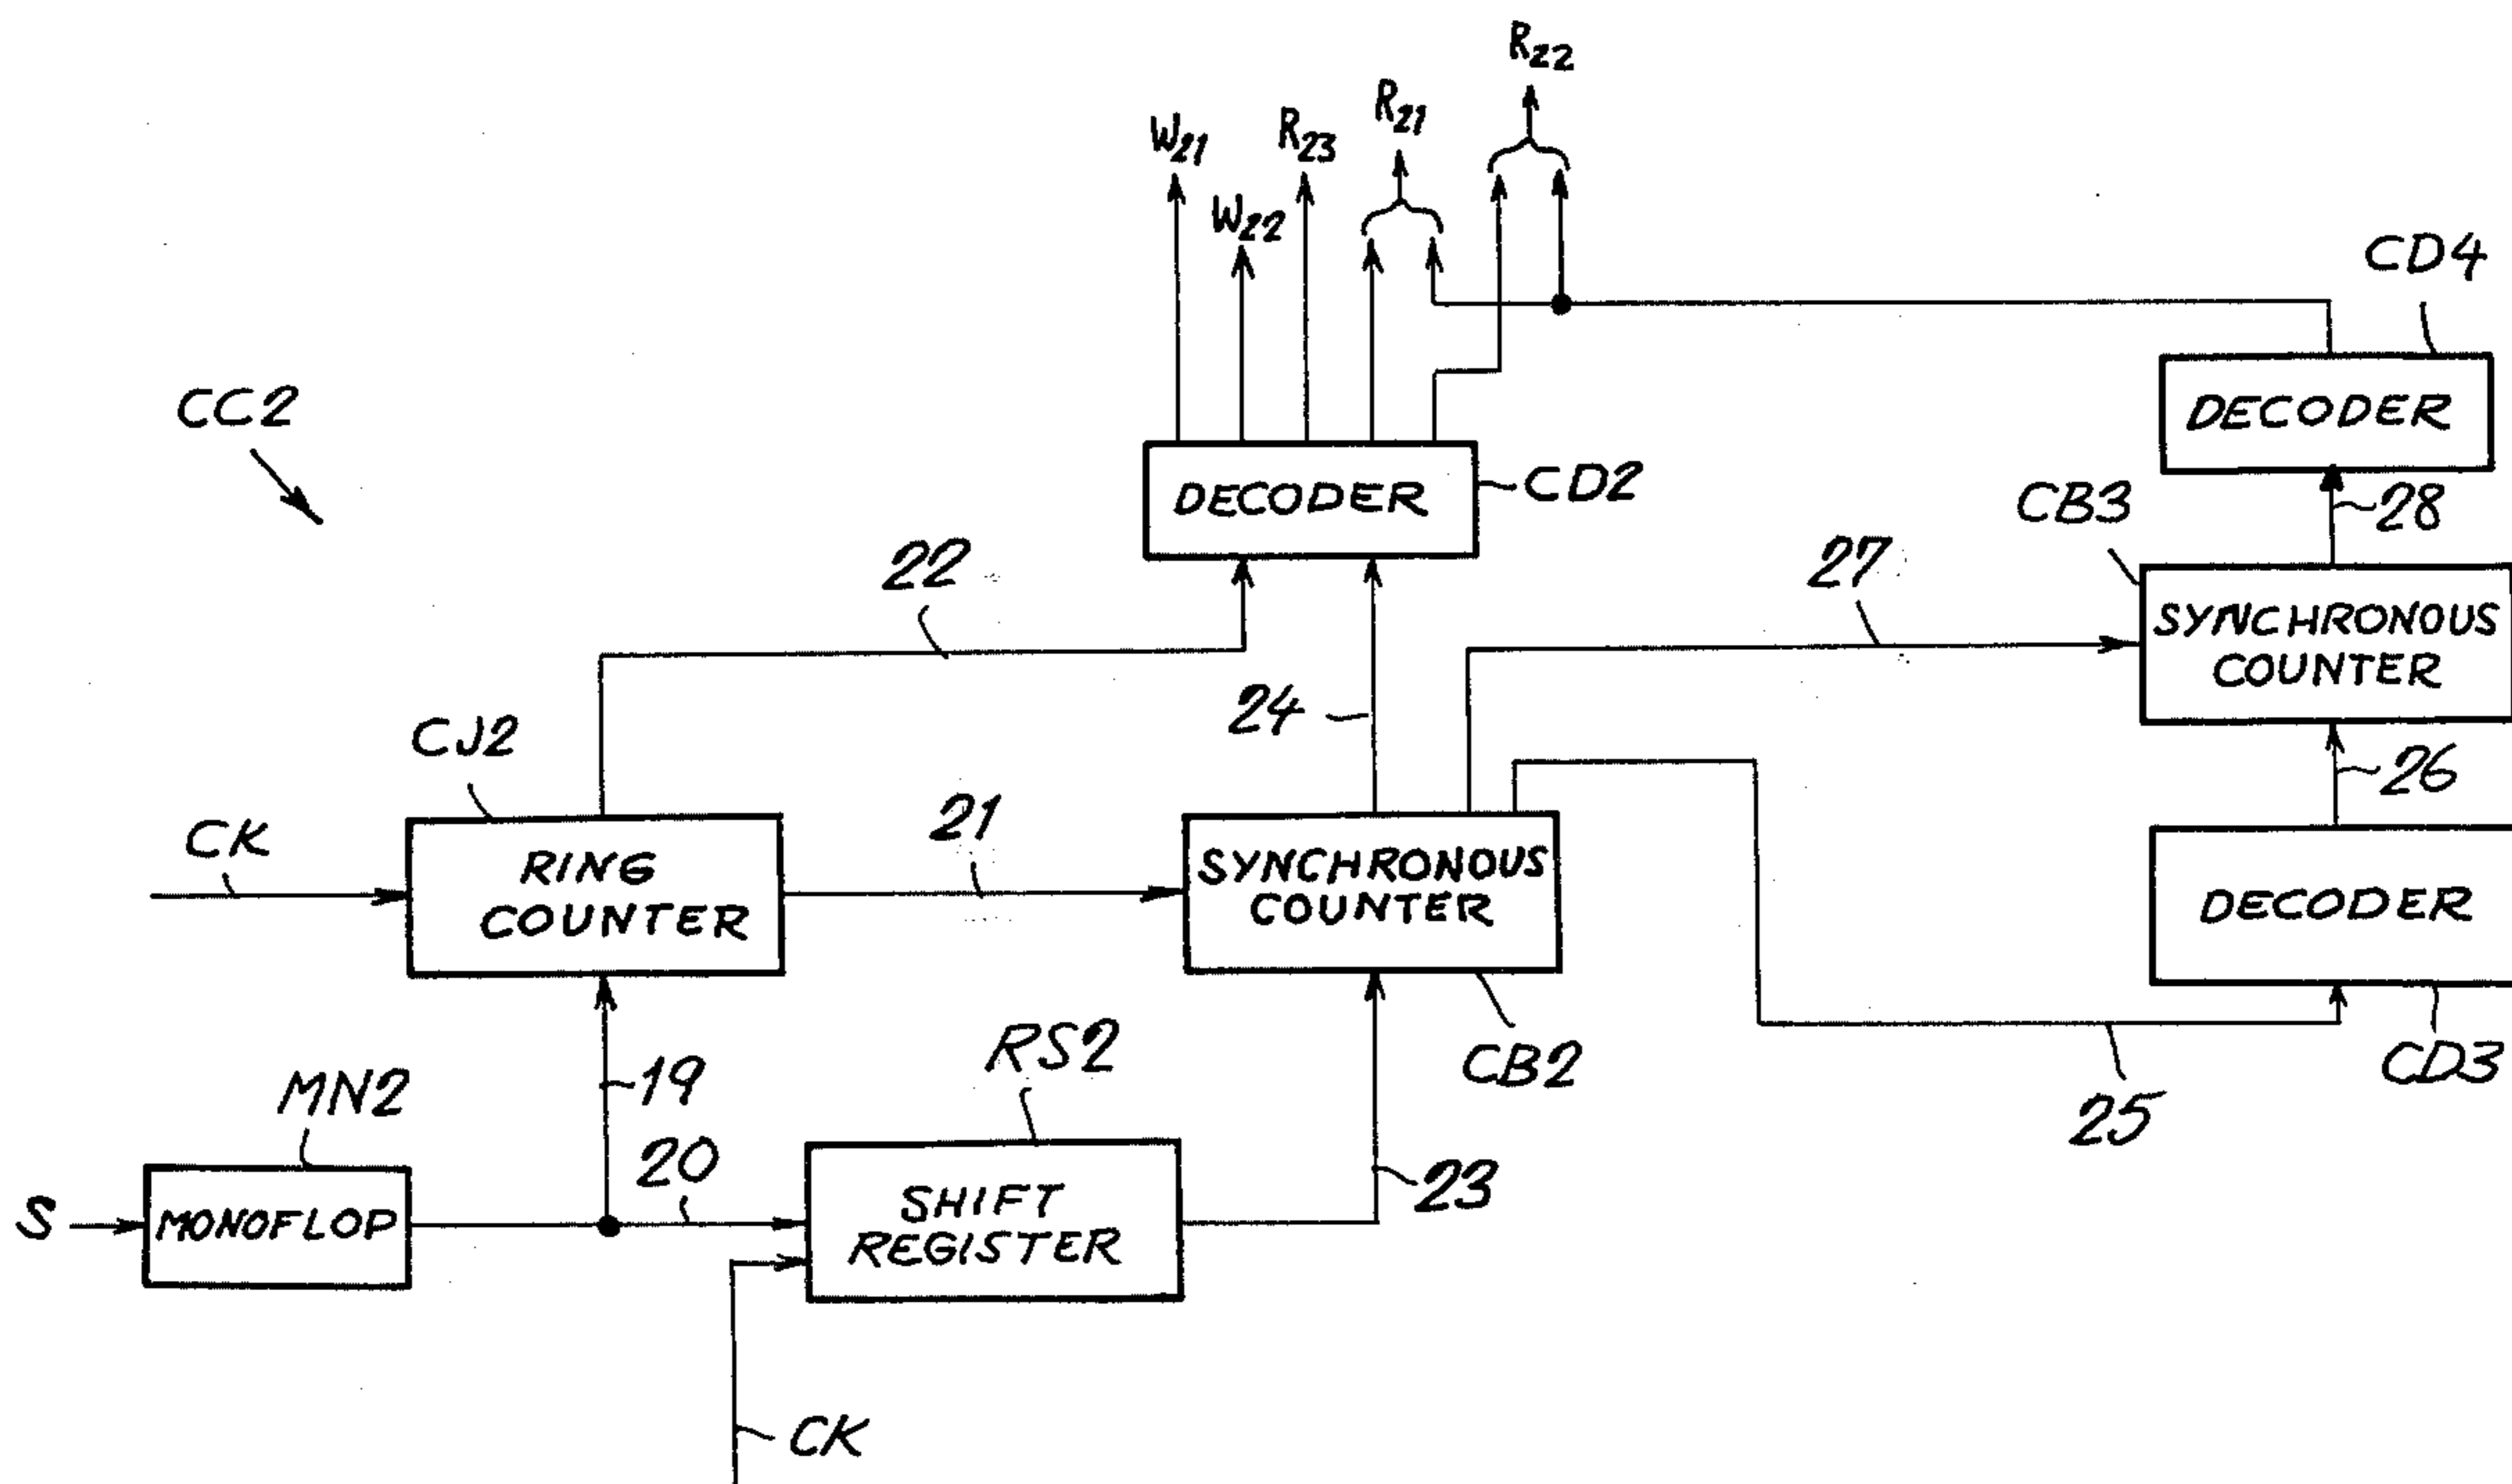 R22
R21
W21
R23
W22
CD4
CC2
DECODER
DECODER
CD2
CB3
28
22
27
SYNCHRONOUS
COUNTER
24
CJ2
26
21
CK
RING
COUNTER
SYNCHRONOUS
COUNTER
DECODER
RS2
CB2
CD3
19
25
MN2
20
23
S
MONOFLOP
SHIFT
REGISTER
CK